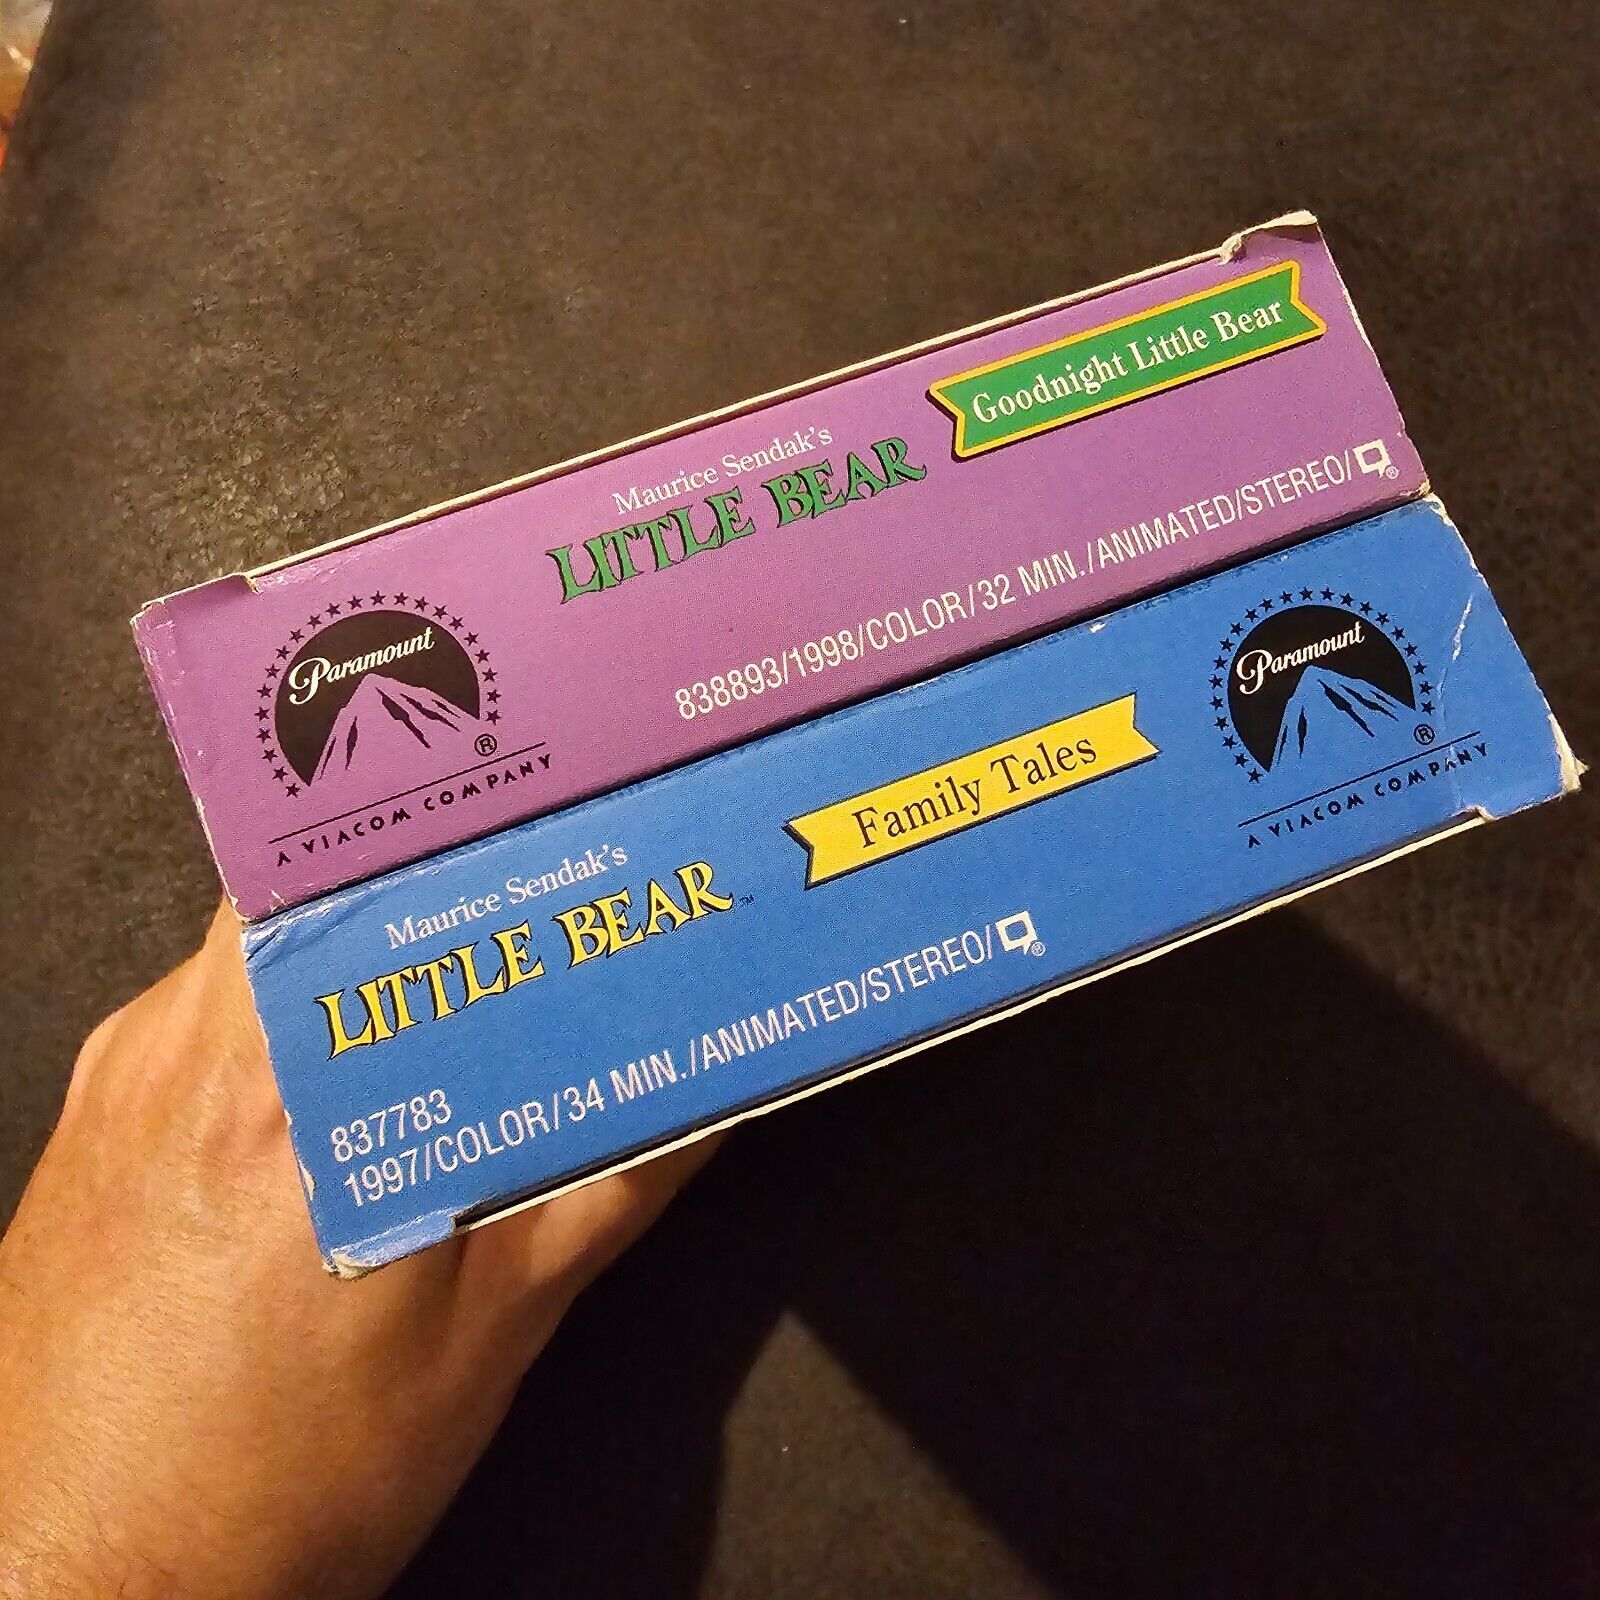 Maurice Sendak's
LITTLE BEAR
Goodnight Little Bear
838893/1998/COLOR/32 MIN./ANIMATED/STEREO/
®
Paramount
®
A VIACOM COMPANY
Maurice Sendak's
LITTLE BEAR™
Family Tales
837783
1997/COLOR/34 MIN./ANIMATED/STEREO/
®
Paramount
®
A VIACOM COMPANY